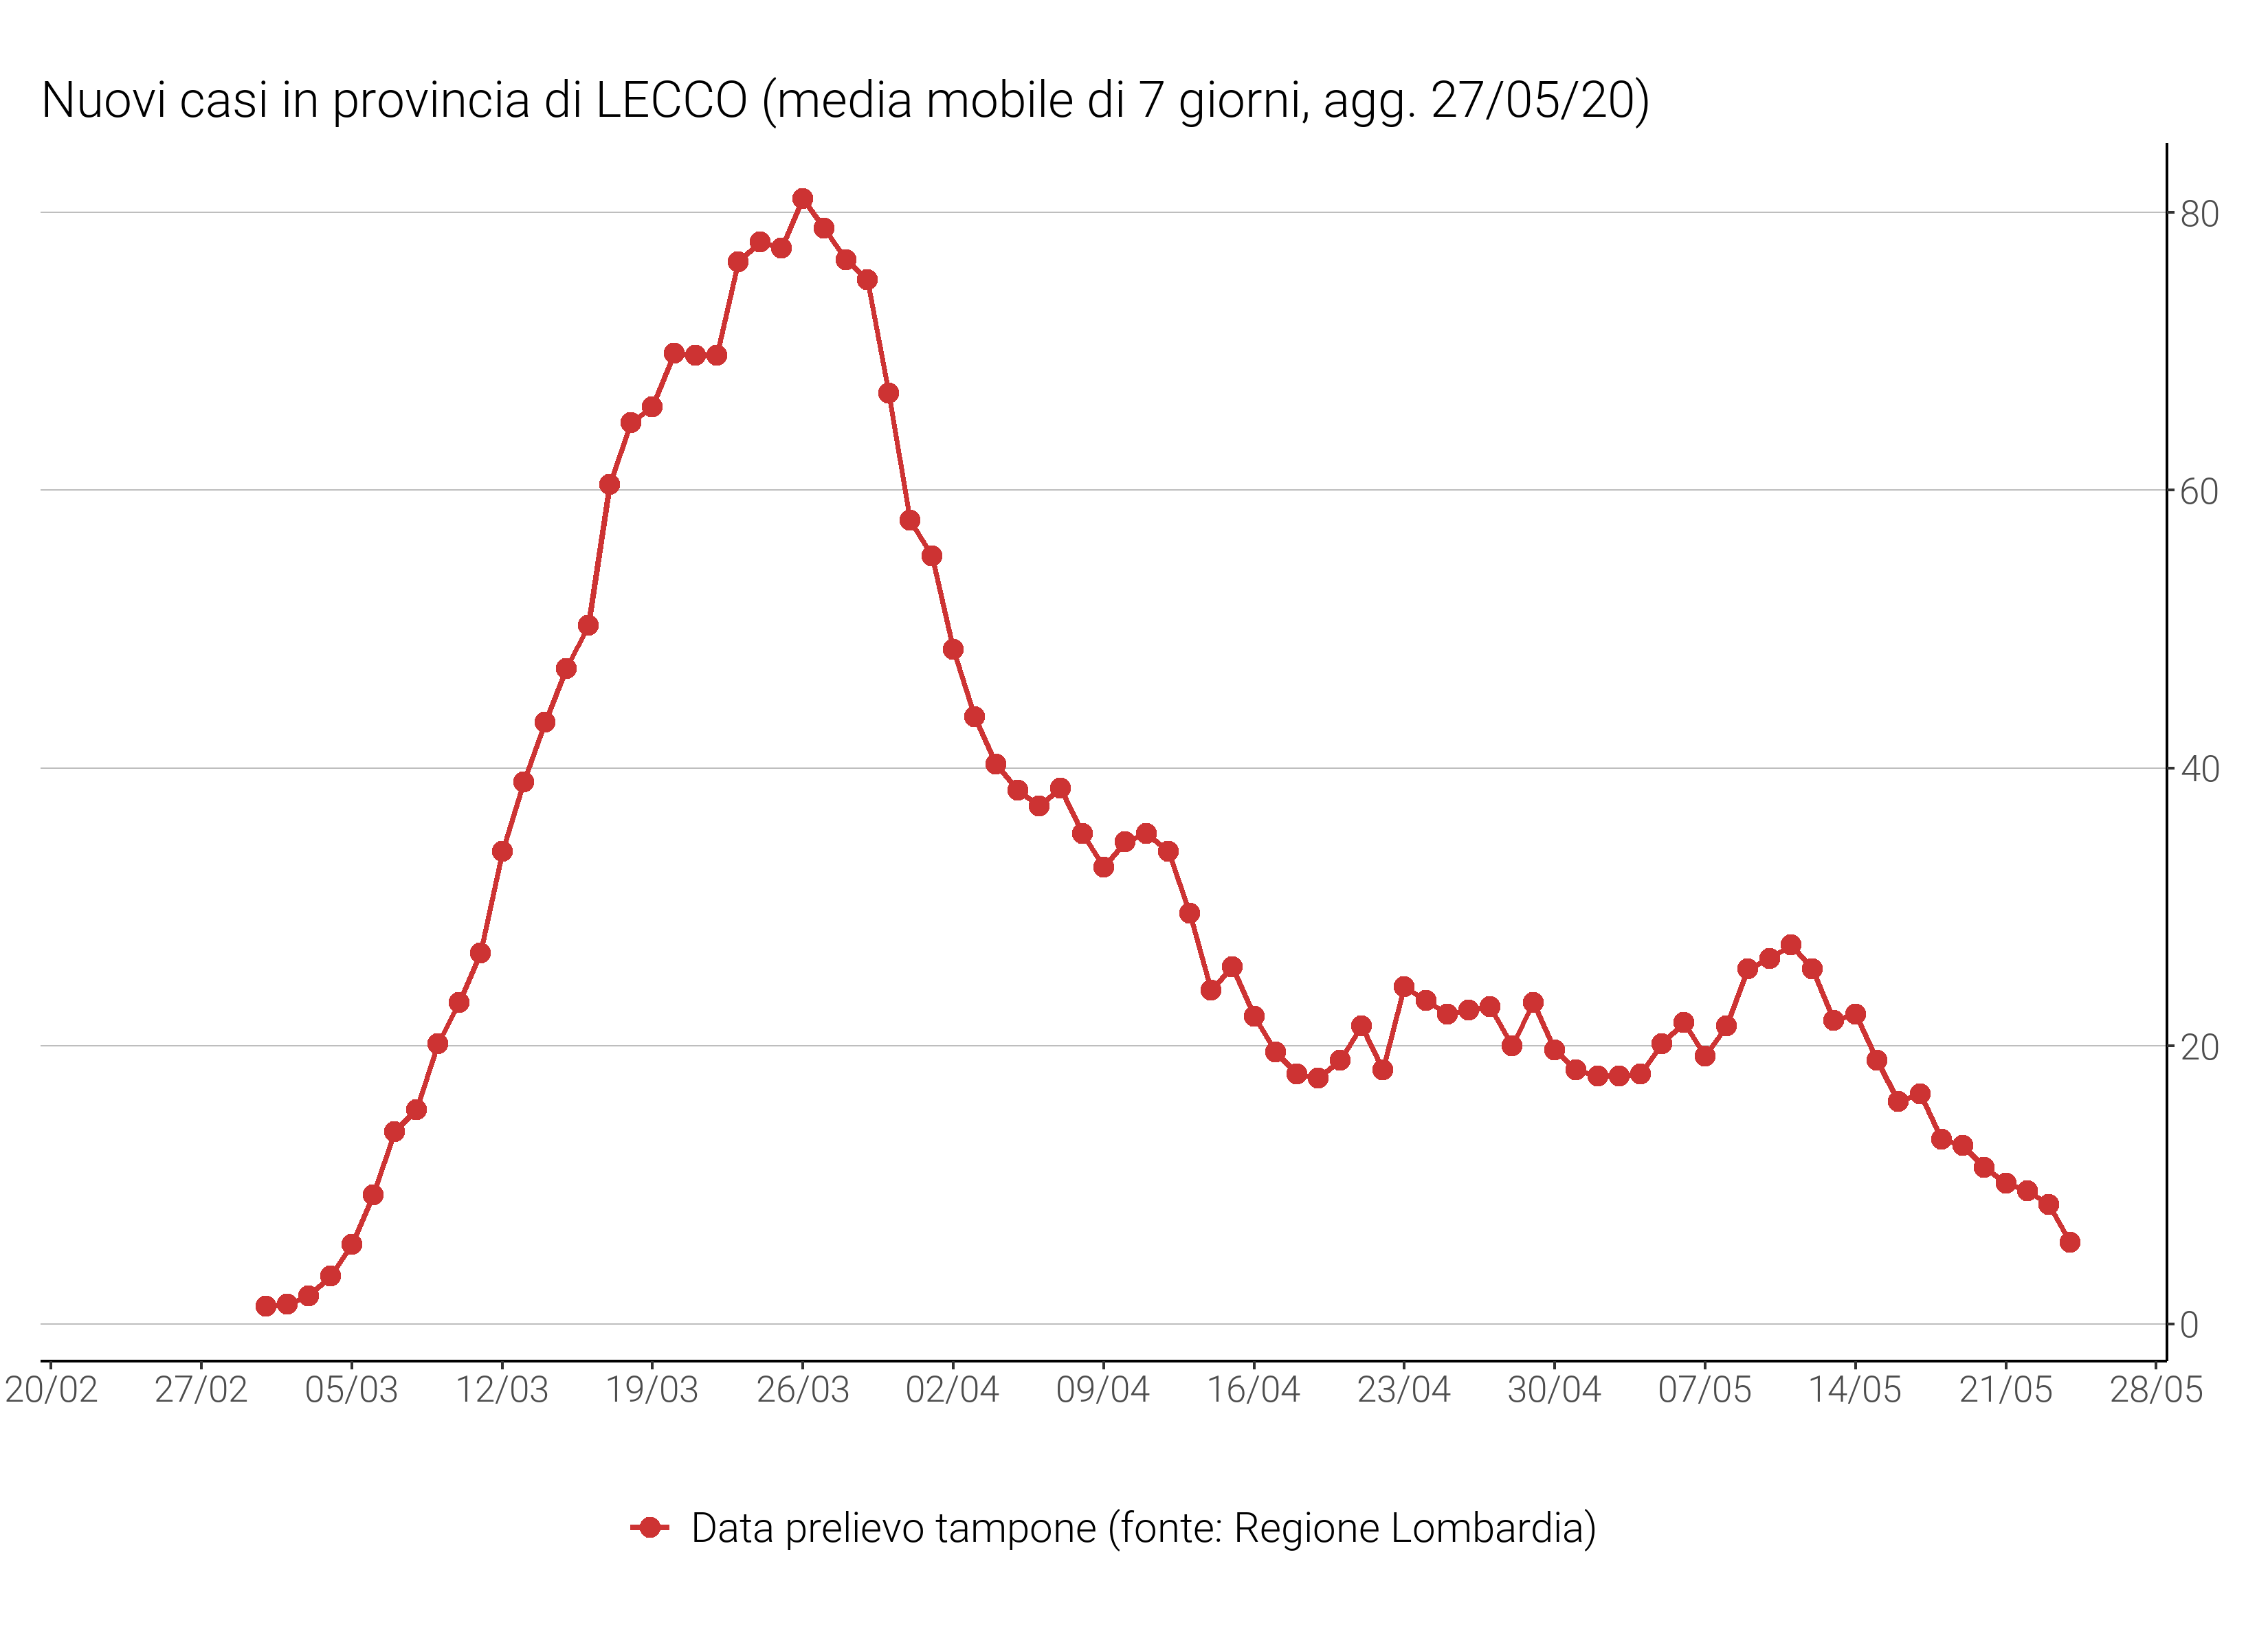 Nuovi casi in provincia di LECCO (media mobile di 7 giorni, agg. 27/05/20)
80
60
40
20
0
20/02 27/02 05/03 12/03 19/03 26/03 02/04 09/04 16/04 23/04 30/04 07/05 14/05 21/05 28/05
Data prelievo tampone (fonte: Regione Lombardia)